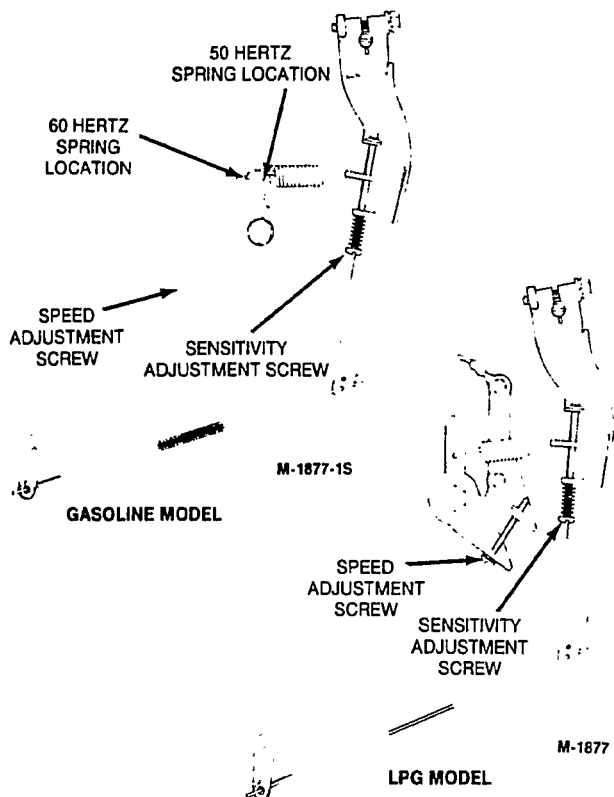 50 HERTZ
SPRING LOCATION
60 HERTZ
SPRING
LOCATION
SPEED
ADJUSTMENT
SCREW
SENSITIVITY
ADJUSTMENT SCREW
M-1877-1S
GASOLINE MODEL
SPEED
ADJUSTMENT
SCREW
SENSITIVITY
ADJUSTMENT
SCREW
M-1877
LPG MODEL